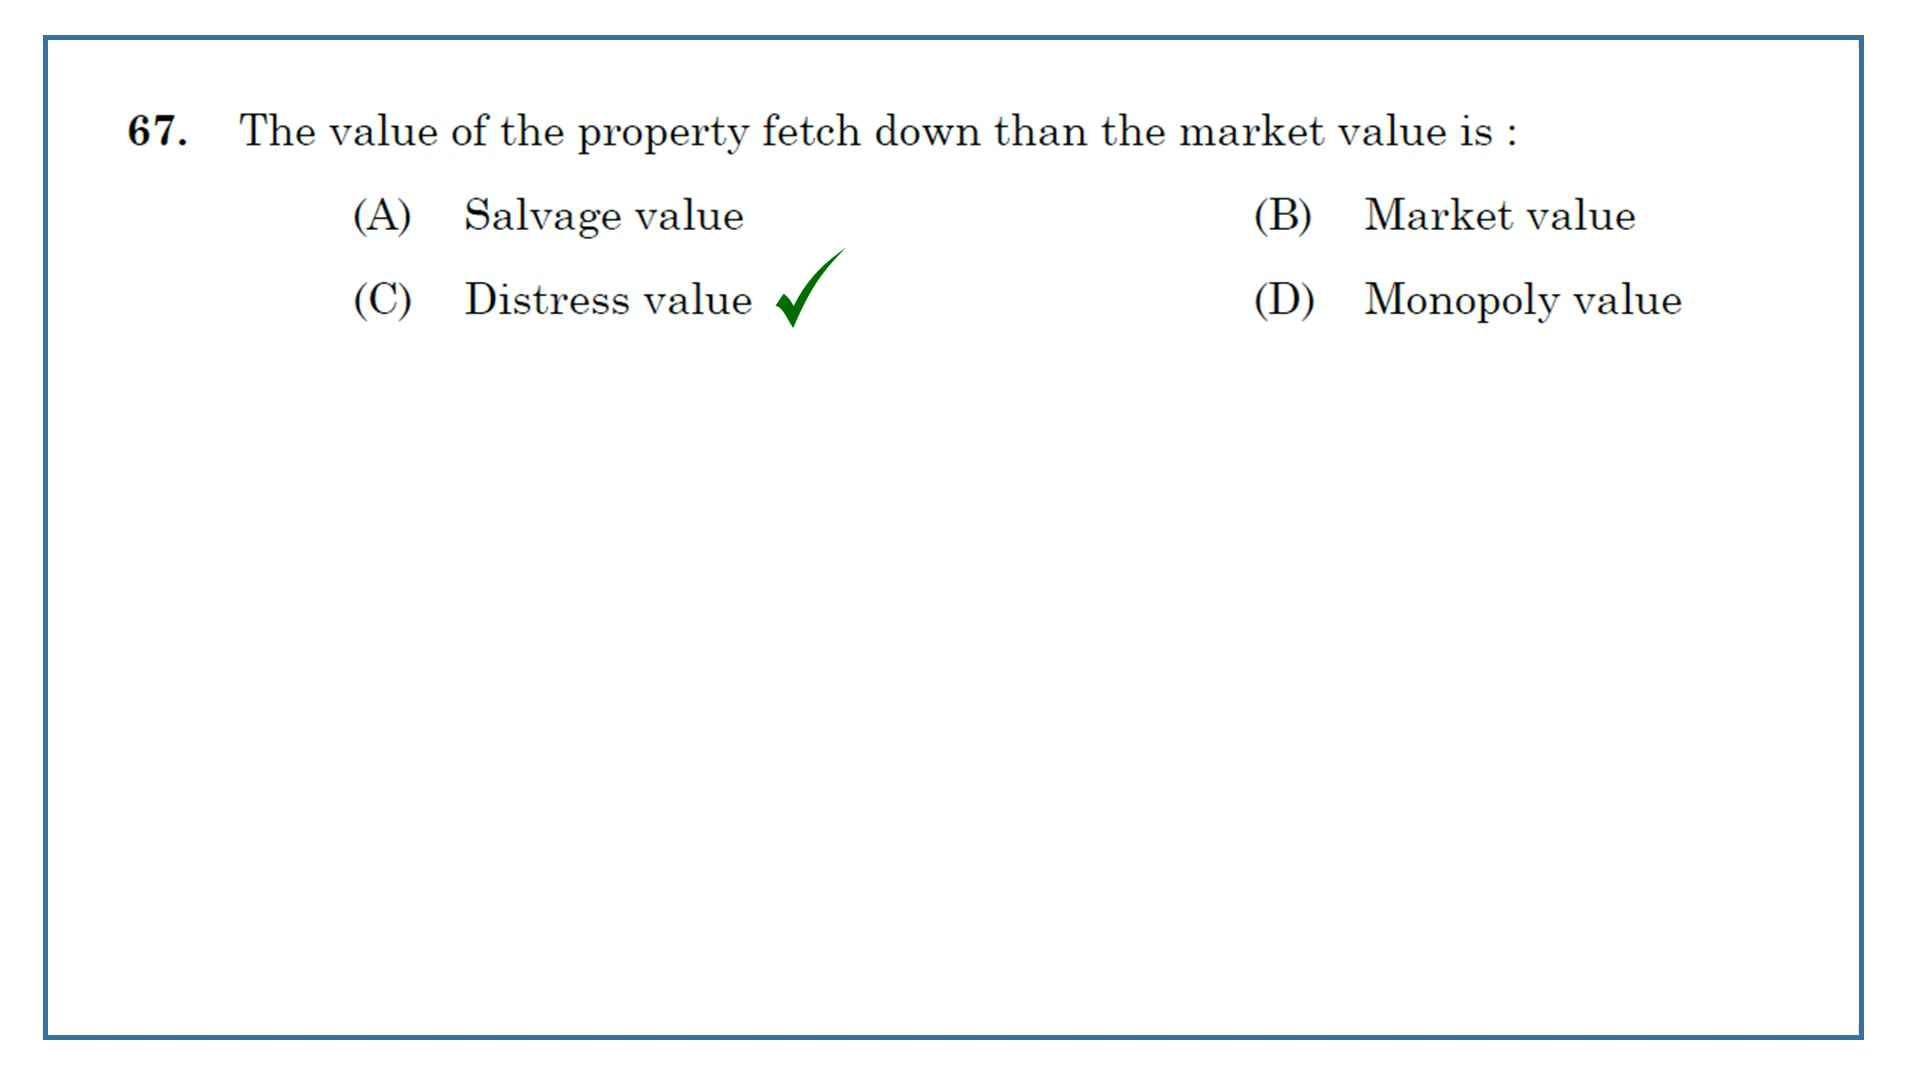 67. The value of the property fetch down than the market value is :
(A) Salvage value (B) Market value
(C) Distress value (D) Monopoly value